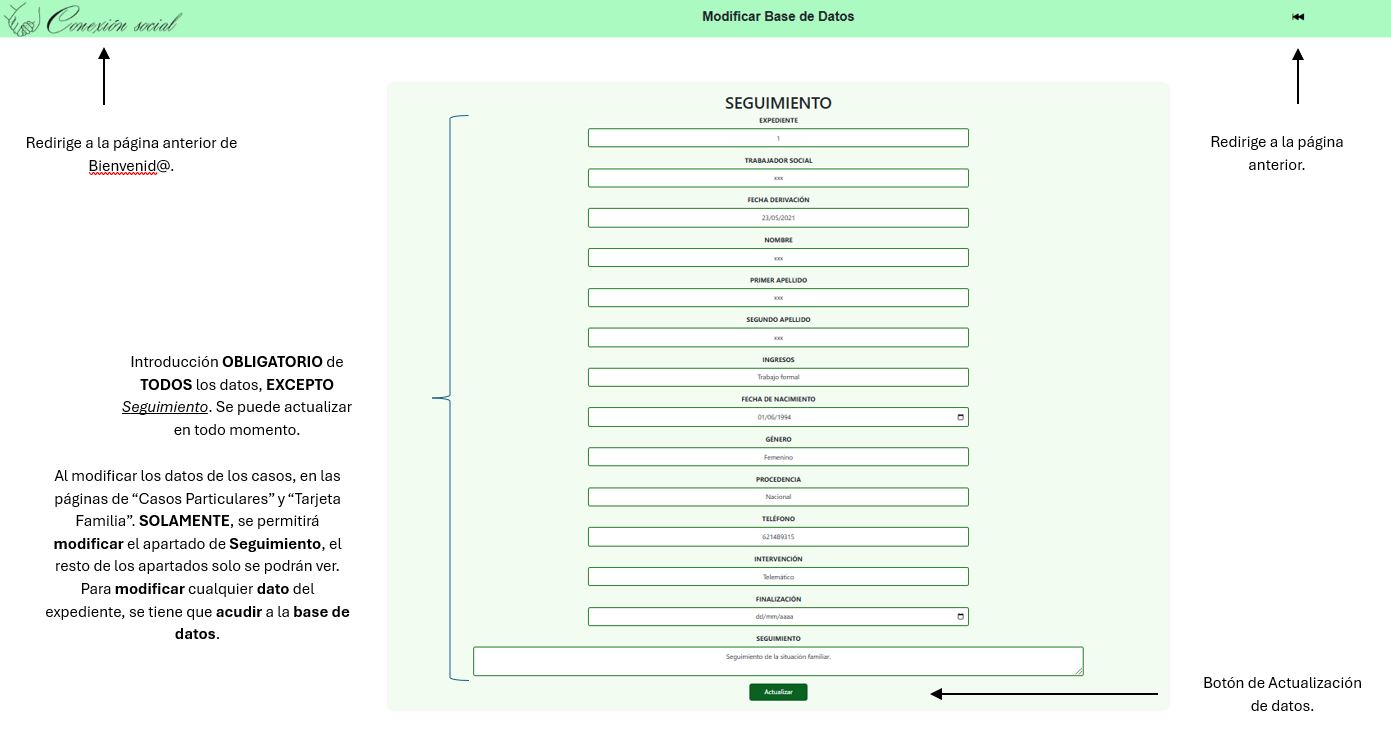 Conexión social
Modificar Base de Datos
Redirige a la página anterior de
Bienvenid@.
Redirige a la página
anterior.
SEGUIMIENTO
EXPEDIENTE
1
TRABAJADOR SOCIAL
xxx
FECHA DERIVACIÓN
23/05/2021
NOMBRE
xxx
PRIMER APELLIDO
xxx
SEGUNDO APELLIDO
xxx
INGRESOS
Trabajo formal
FECHA DE NACIMIENTO
01/06/1994
GÉNERO
Femenino
PROCEDENCIA
Nacional
TELÉFONO
621489315
INTERVENCIÓN
Telemático
FINALIZACIÓN
dd/mm/aaaa
SEGUIMIENTO
Seguimiento de la situación familiar.
Actualizar
Introducción OBLIGATORIO de
TODOS los datos, EXCEPTO
Seguimiento. Se puede actualizar
en todo momento.
Al modificar los datos de los casos, en las
páginas de “Casos Particulares” y “Tarjeta
Familia”. SOLAMENTE, se permitirá
modificar el apartado de Seguimiento, el
resto de los apartados solo se podrán ver.
Para modificar cualquier dato del
expediente, se tiene que acudir a la base de
datos.
Botón de Actualización
de datos.